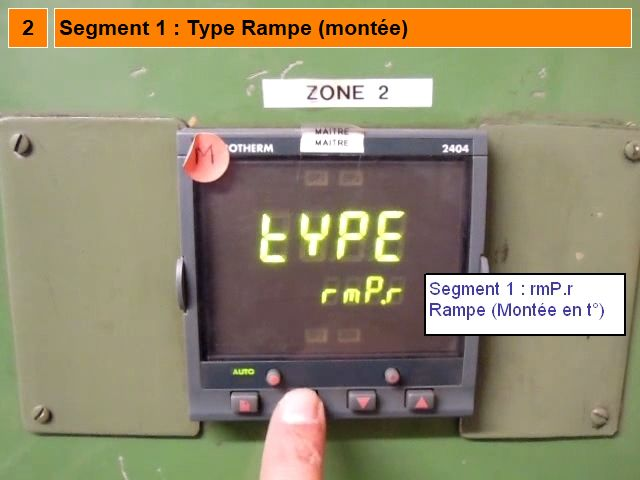 2
Segment 1 : Type Rampe (montée)
ZONE 2
MAITRE
MAITRE
M
ROTHERM
2404
tYPE
rmP.r
Segment 1 : rmP.r
Rampe (Montée en t°)
AUTO